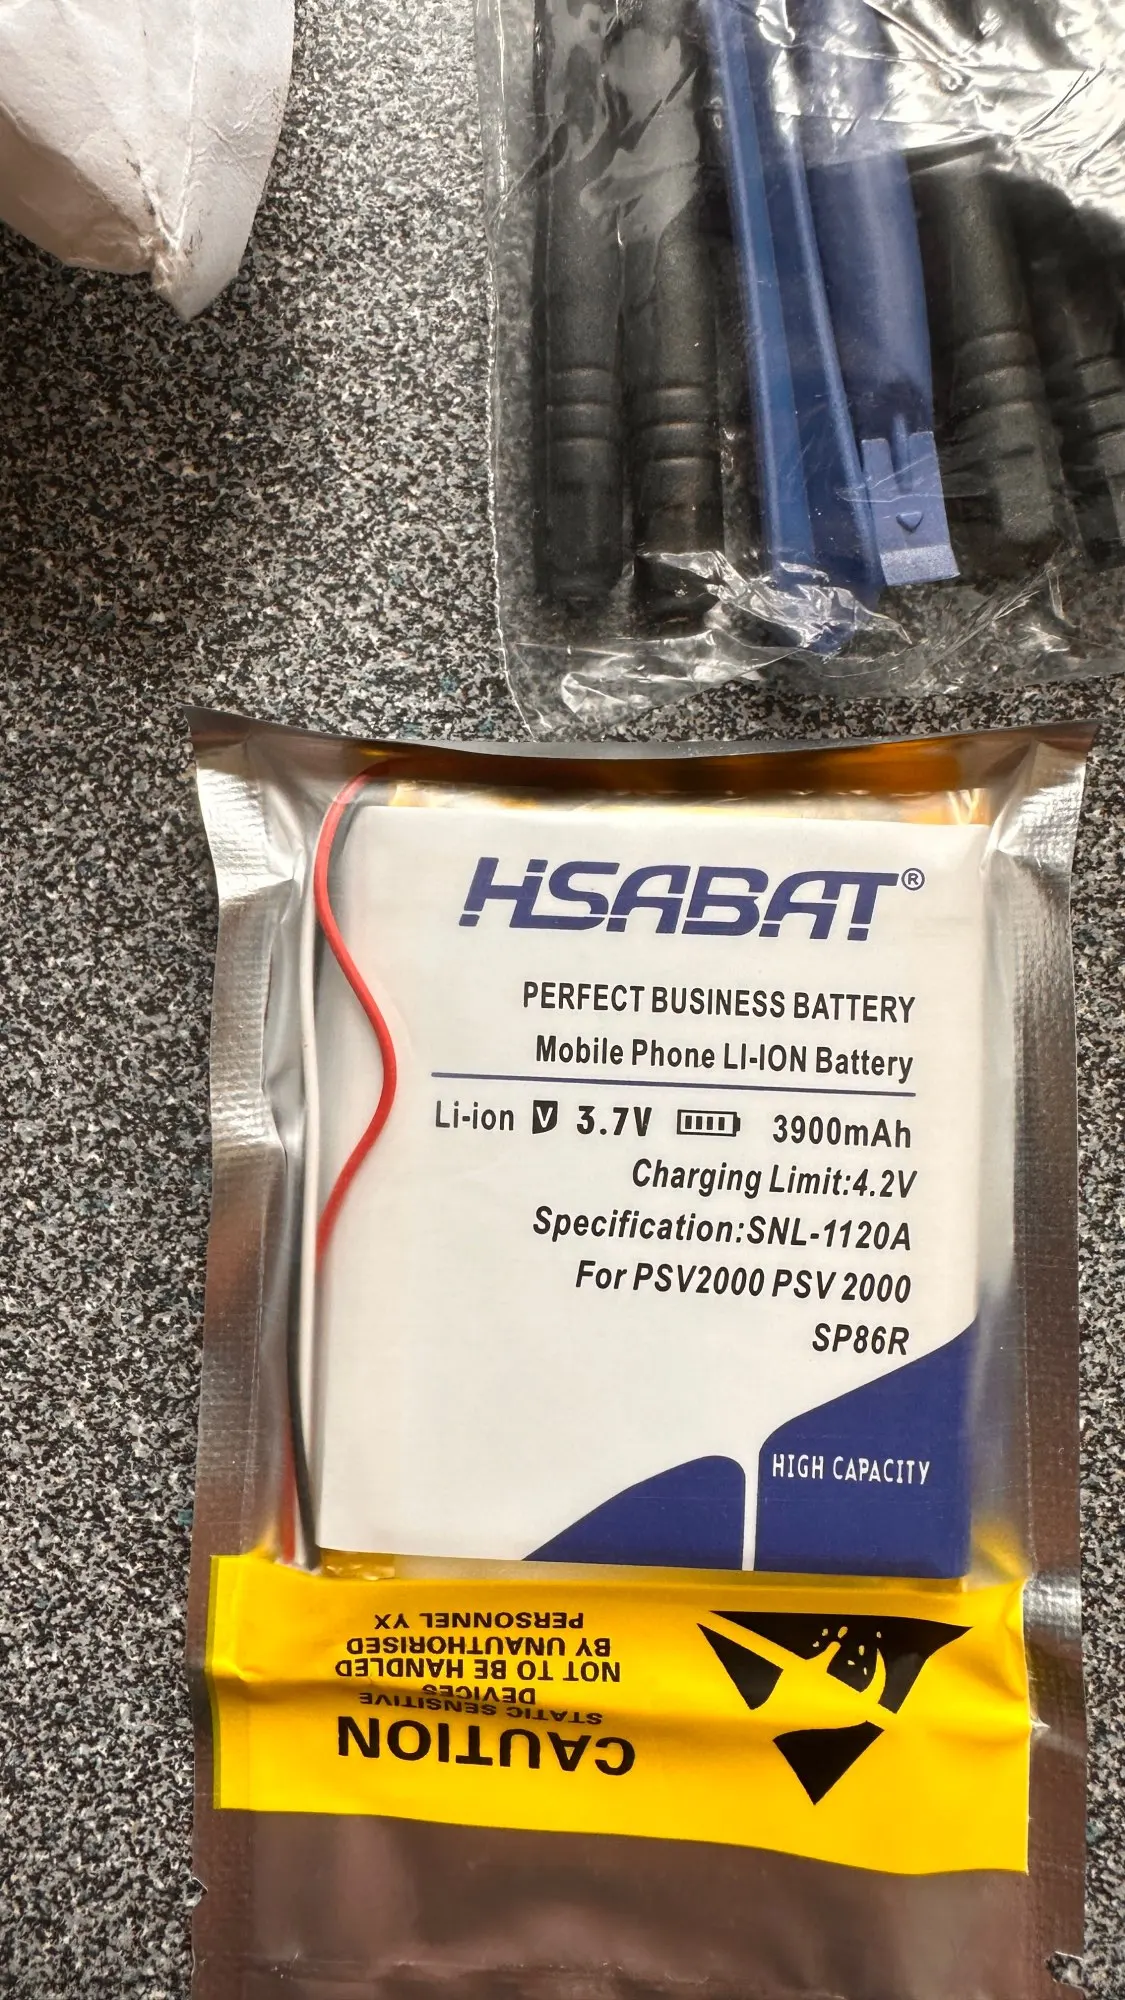 HSABAT®
PERFECT BUSINESS BATTERY
Mobile Phone LI-ION Battery
Li-ion V 3.7V 3900mAh
Charging Limit:4.2V
Specification:SNL-1120A
For PSV2000 PSV 2000
SP86R
HIGH CAPACITY
CAUTION
STATIC SENSITIVE
DEVICES
NOT TO BE HANDLED
BY UNAUTHORISED
PERSONNEL YX